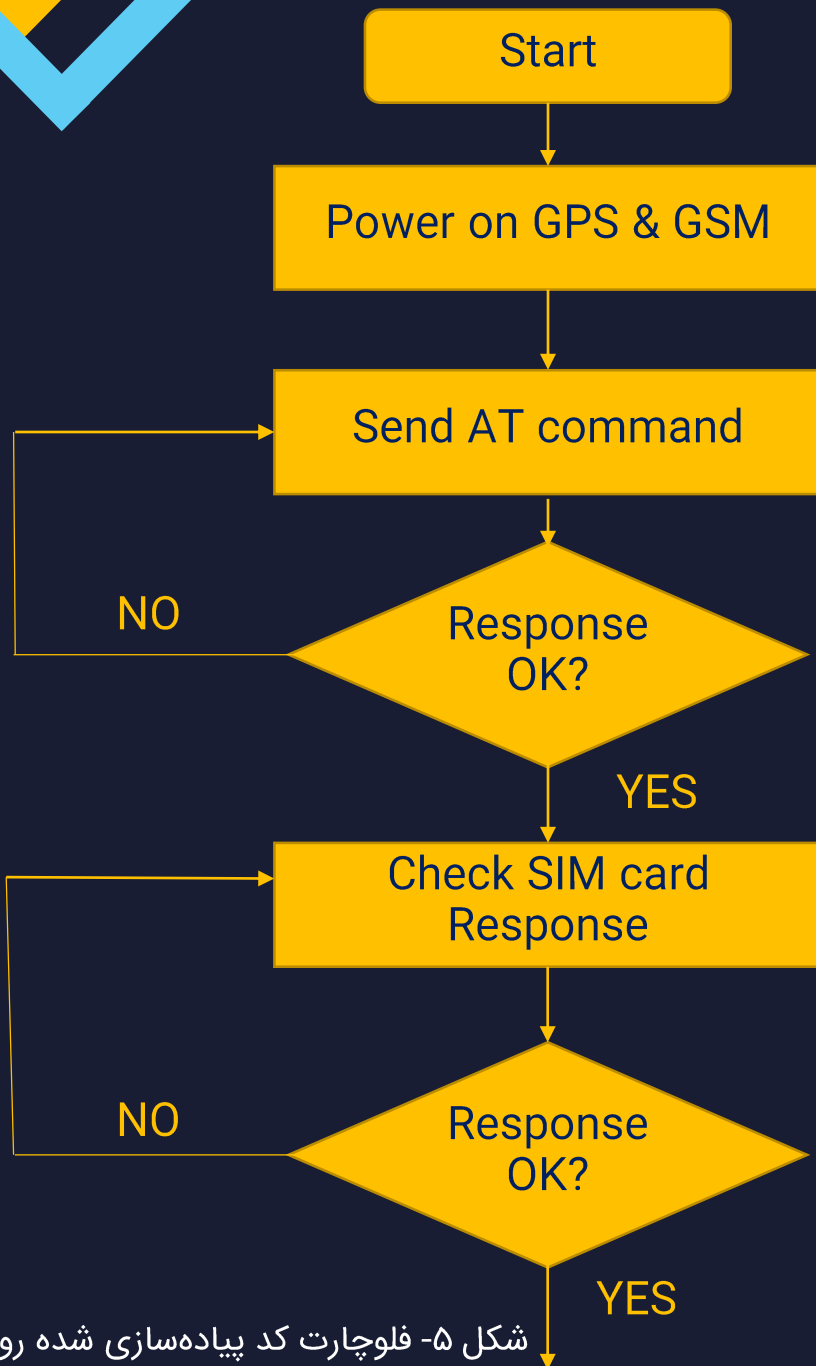 Start
Power on GPS & GSM
Send AT command
NO
Response
OK?
YES
Check SIM card
Response
NO
Response
OK?
YES
شکل ۵- فلوچارت کد پیاده‌سازی شده